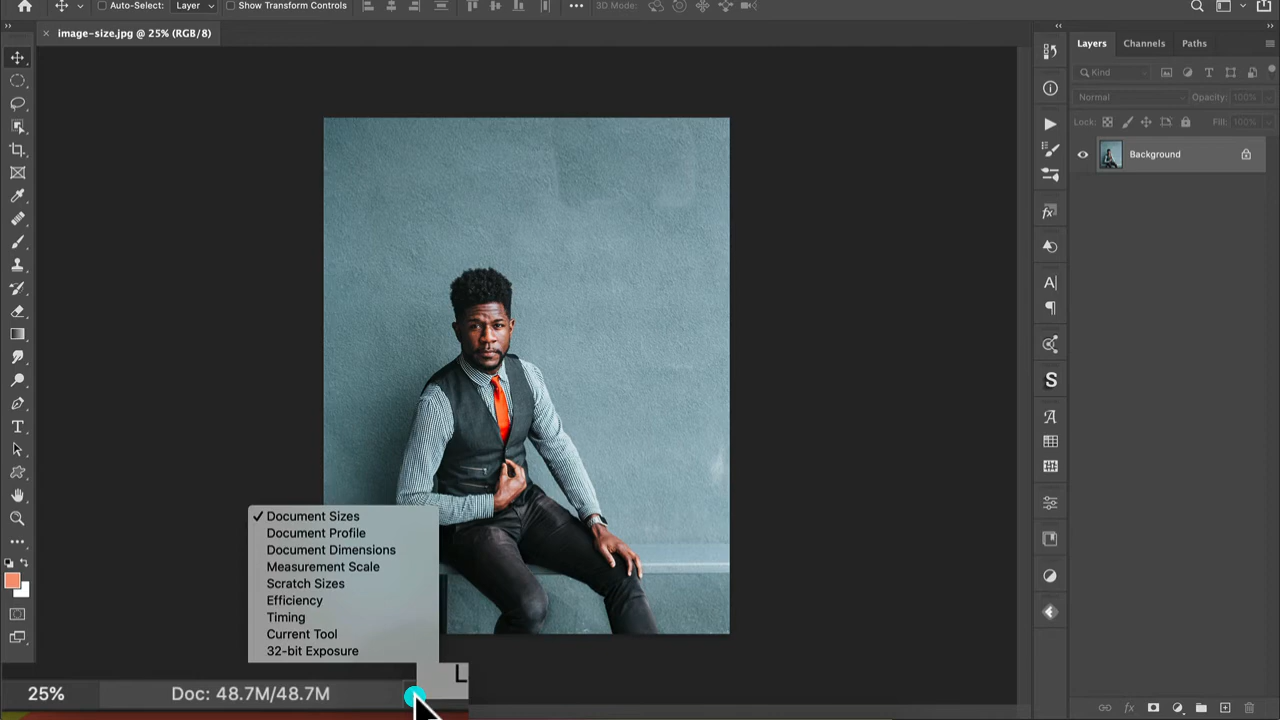 Auto-Select: Layer Show Transform Controls 3D Mode:
image-size.jpg @ 25% (RGB/8)
Layers Channels Paths
Kind
Normal Opacity: 100%
Lock: Fill: 100%
Background
Document Sizes
Document Profile
Document Dimensions
Measurement Scale
Scratch Sizes
Efficiency
Timing
Current Tool
32-bit Exposure
L
25% Doc: 48.7M/48.7M